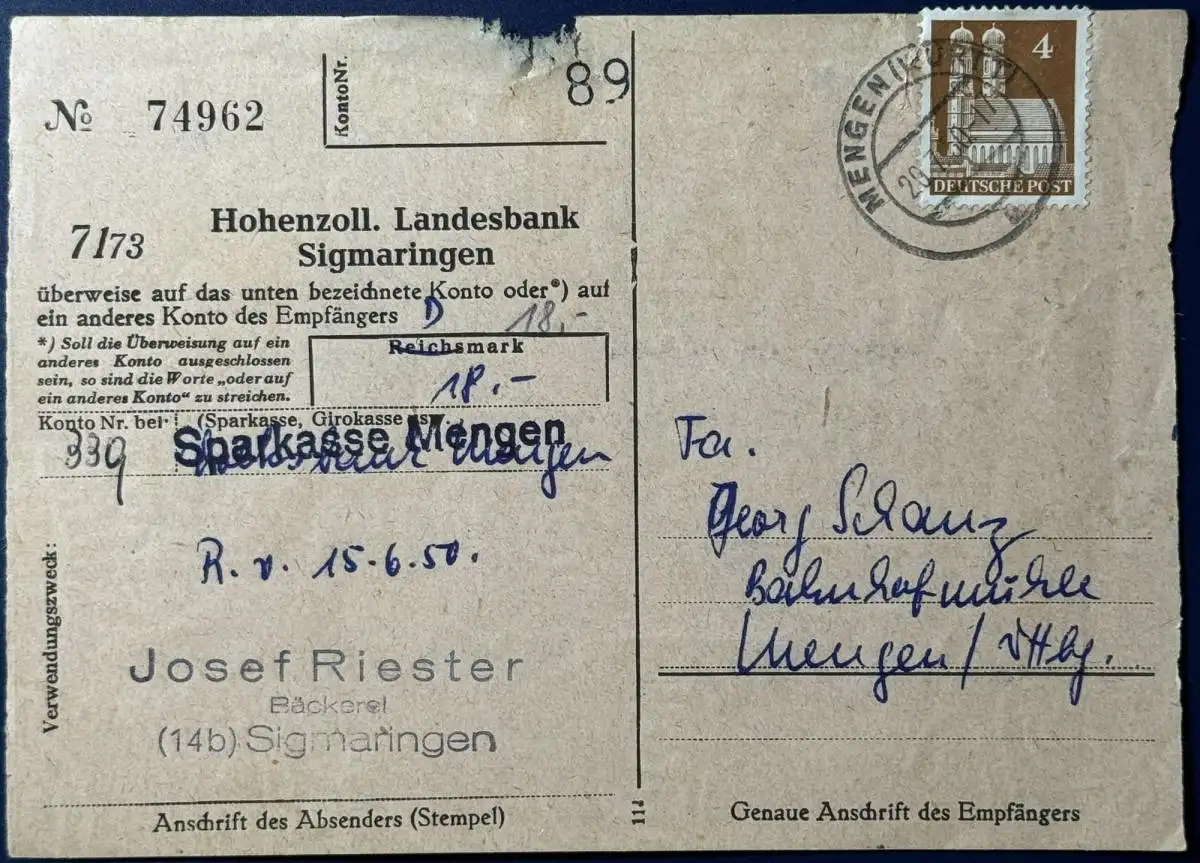 № 74962
KontoNr.
89
7173
Hohenzoll. Landesbank
Sigmaringen
überweise auf das unten bezeichnete Konto oder*) auf
ein anderes Konto des Empfängers
D 18,-
*) Soll die Überweisung auf ein
anderes Konto ausgeschlossen
sein, so sind die Worte „oder auf
ein anderes Konto“ zu streichen.
Reichsmark
18.-
Konto Nr. bei: (Sparkasse, Girokasse usw.
339 Sparkasse Mengen
Mengen
Verwendungszweck:
R. v. 15.6.50.
Josef Riester
Bäckerei
(14b) Sigmaringen
Anschrift des Absenders (Stempel)
111
4
DEUTSCHE POST
MENGEN
Fa.
Georg Schanz
Bahnhofmühle
Mengen / Wttbg.
Genaue Anschrift des Empfängers